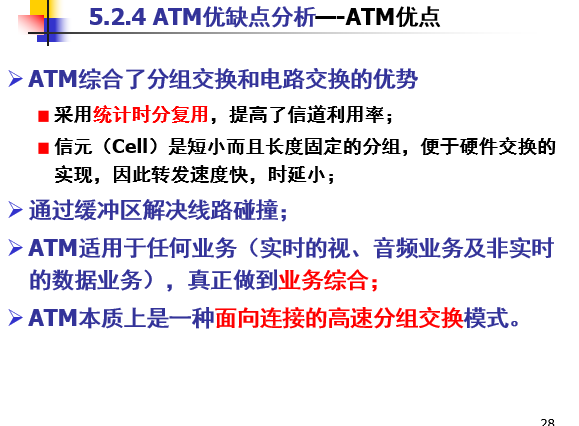 5.2.4 ATM优缺点分析—-ATM优点
ATM综合了分组交换和电路交换的优势
采用统计时分复用，提高了信道利用率；
信元（Cell）是短小而且长度固定的分组，便于硬件交换的
实现，因此转发速度快，时延小；
通过缓冲区解决线路碰撞；
ATM适用于任何业务（实时的视、音频业务及非实时
的数据业务），真正做到业务综合；
ATM本质上是一种面向连接的高速分组交换模式。
28